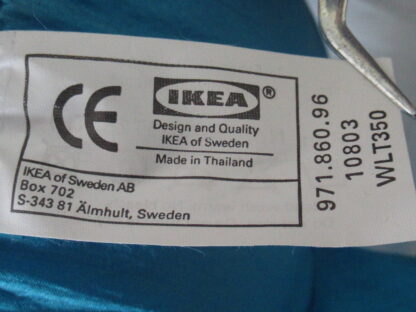 CE
IKEA®
Design and Quality
IKEA of Sweden
Made in Thailand
IKEA of Sweden AB
Box 702
S-343 81 Älmhult, Sweden
971.860.96
10803
WLT350